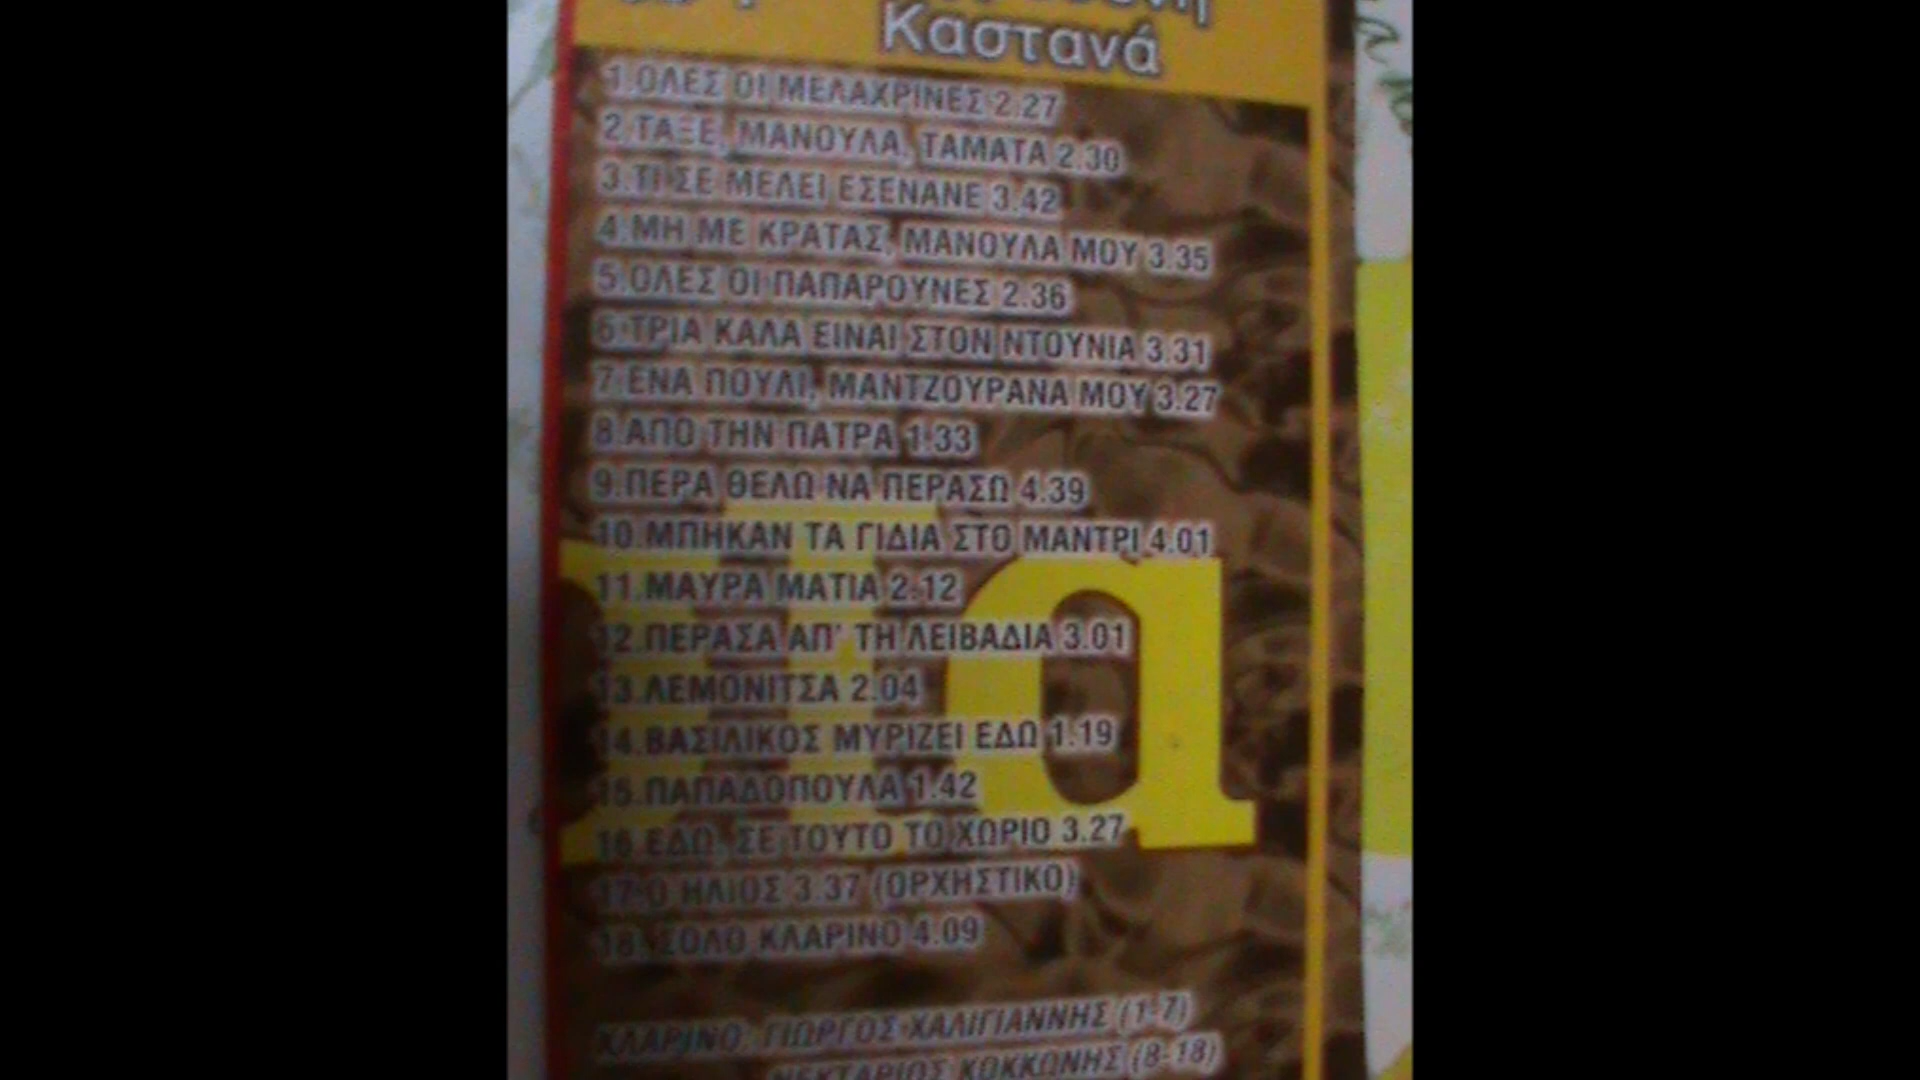 Καστανά
1.ΟΛΕΣ ΟΙ ΜΕΛΑΧΡΙΝΕΣ 2.27
2.ΤΑΞΕ, ΜΑΝΟΥΛΑ, ΤΑΜΑΤΑ 2.30
3.ΤΙ ΣΕ ΜΕΛΕΙ ΕΣΕΝΑΝΕ 3.42
4.ΜΗ ΜΕ ΚΡΑΤΑΣ, ΜΑΝΟΥΛΑ ΜΟΥ 3.35
5.ΟΛΕΣ ΟΙ ΠΑΠΑΡΟΥΝΕΣ 2.36
6.ΤΡΙΑ ΚΑΛΑ ΕΙΝΑΙ ΣΤΟΝ ΝΤΟΥΝΙΑ 3.31
7.ΕΝΑ ΠΟΥΛΙ, ΜΑΝΤΖΟΥΡΑΝΑ ΜΟΥ 3.27
8.ΑΠΟ ΤΗΝ ΠΑΤΡΑ 1.33
9.ΠΕΡΑ ΘΕΛΩ ΝΑ ΠΕΡΑΣΩ 4.39
10.ΜΠΗΚΑΝ ΤΑ ΓΙΔΙΑ ΣΤΟ ΜΑΝΤΡΙ 4.01
11.ΜΑΥΡΑ ΜΑΤΙΑ 2.12
12.ΠΕΡΑΣΑ ΑΠ' ΤΗ ΛΕΙΒΑΔΙΑ 3.01
13.ΛΕΜΟΝΙΤΣΑ 2.04
14.ΒΑΣΙΛΙΚΟΣ ΜΥΡΙΖΕΙ ΕΔΩ 1.19
15.ΠΑΠΑΔΟΠΟΥΛΑ 1.42
16.ΕΔΩ, ΣΕ ΤΟΥΤΟ ΤΟ ΧΩΡΙΟ 3.27
17.Ο ΗΛΙΟΣ 3.37 (ΟΡΧΗΣΤΙΚΟ)
18. ΣΟΛΟ ΚΛΑΡΙΝΟ 4.09
ΚΛΑΡΙΝΟ: ΓΙΩΡΓΟΣ ΧΑΛΙΓΙΑΝΝΗΣ (1-7)
ΝΕΚΤΑΡΙΟΣ ΚΟΚΚΩΝΗΣ (8-18)